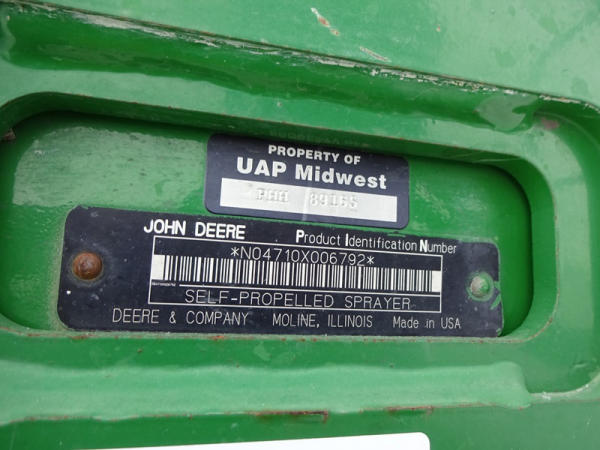 PROPERTY OF
UAP Midwest
JOHN DEERE Product Identification Number
*N04710X006792*
SELF-PROPELLED SPRAYER
DEERE & COMPANY MOLINE, ILLINOIS Made in USA